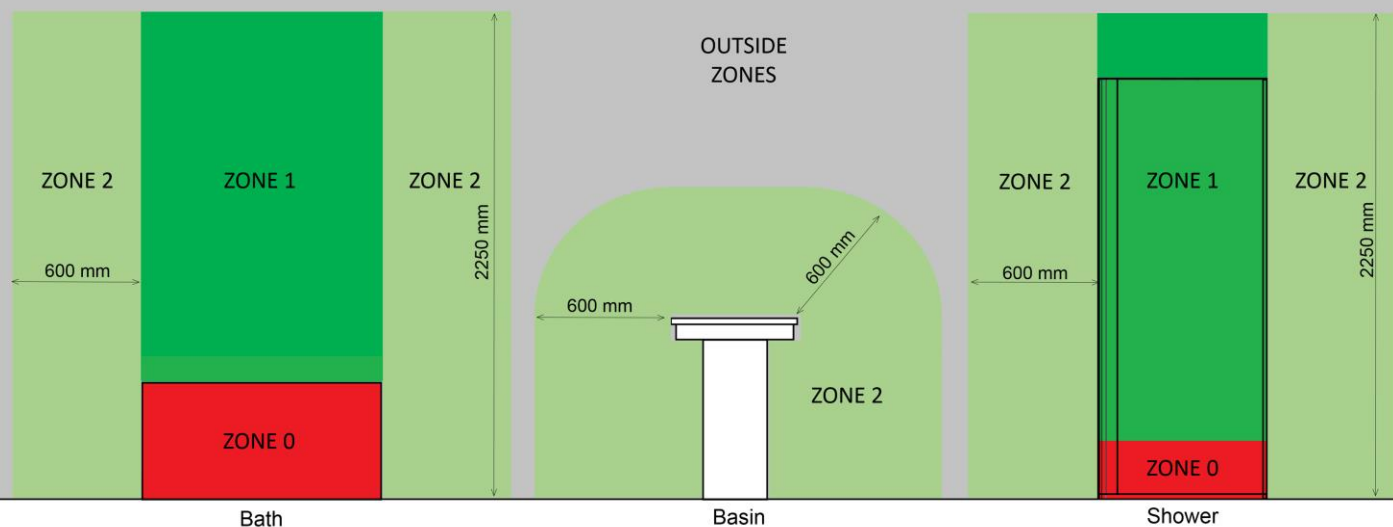 OUTSIDE
ZONES
ZONE 2
ZONE 1
ZONE 2
2250 mm
600 mm
ZONE 0
Bath
600 mm
600 mm
ZONE 2
Basin
ZONE 2
ZONE 1
ZONE 2
2250 mm
600 mm
ZONE 0
Shower